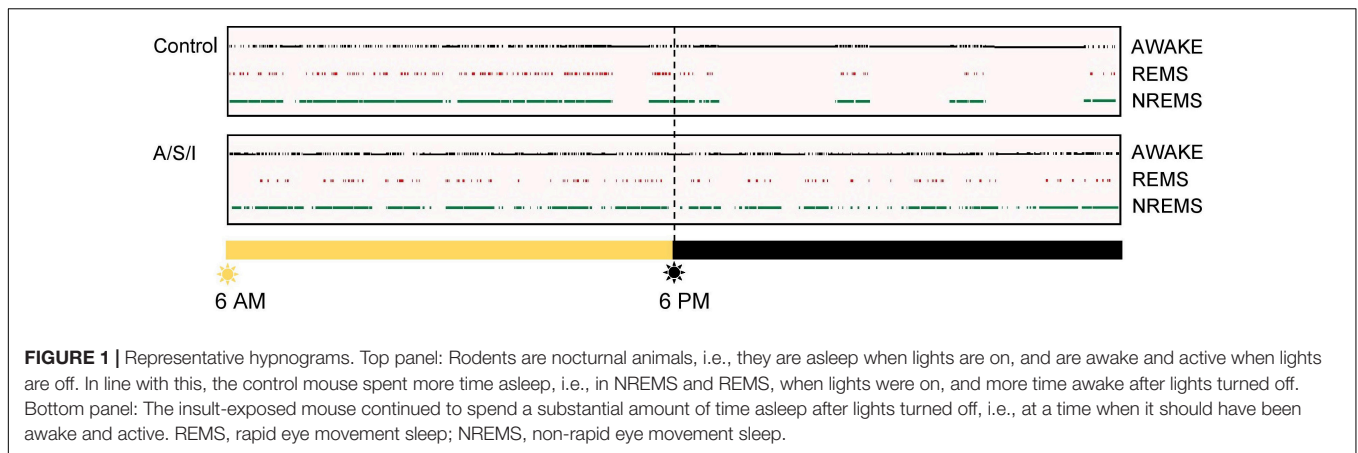 Control
AWAKE
REMS
NREMS
A/S/I
AWAKE
REMS
NREMS
6 AM
6 PM
FIGURE 1 | Representative hypnograms. Top panel: Rodents are nocturnal animals, i.e., they are asleep when lights are on, and are awake and active when lights
are off. In line with this, the control mouse spent more time asleep, i.e., in NREMS and REMS, when lights were on, and more time awake after lights turned off.
Bottom panel: The insult-exposed mouse continued to spend a substantial amount of time asleep after lights turned off, i.e., at a time when it should have been
awake and active. REMS, rapid eye movement sleep; NREMS, non-rapid eye movement sleep.